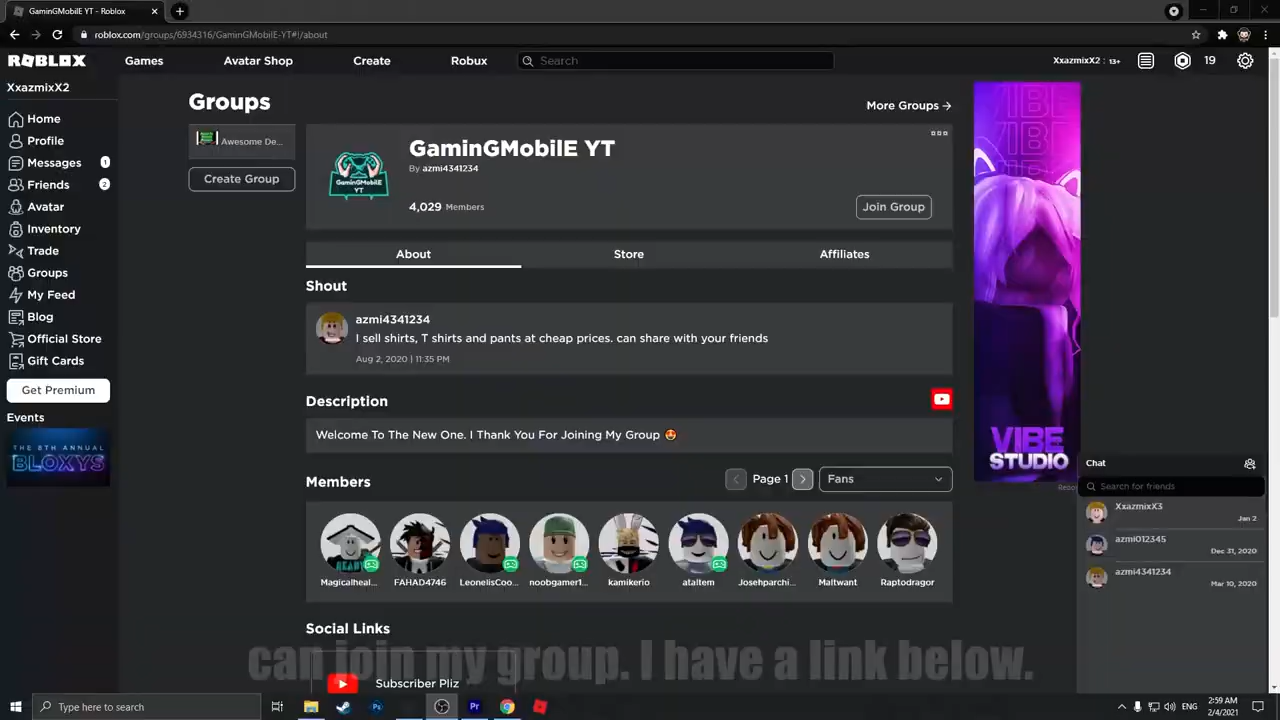 GaminGMobilE YT - Roblox
roblox.com/groups/6934316/GaminGMobilE-YT#!/about
ROBLOX
Games
Avatar Shop
Create
Robux
Search
XxazmixX2 : 13+
19
XxazmixX2
Home
Profile
Messages
1
Friends
2
Avatar
Inventory
Trade
Groups
My Feed
Blog
Official Store
Gift Cards
Get Premium
Events
THE 8TH ANNUAL
BLOXYS
Groups
More Groups →
Awesome De...
Create Group
GaminGMobilE
YT
GaminGMobilE YT
By azmi4341234
4,029 Members
Join Group
About
Store
Affiliates
Shout
azmi4341234
I sell shirts, T shirts and pants at cheap prices. can share with your friends
Aug 2, 2020 | 11:35 PM
Description
Welcome To The New One. I Thank You For Joining My Group 😍
Members
Page 1
Fans
Magicalheal...
FAHAD4746
LeonelisCoo...
noobgamer1...
kamikerio
ataltem
Josehparchi...
Maltwant
Raptodragor
Social Links
Subscriber Pliz
can join my group. I have a link below.
VIBE
VIBE
VIBE
VIBE
STUDIO
Chat
Search for friends
XxazmixX3
Jan 2
azmi012345
Dec 31, 2020
azmi4341234
Mar 10, 2020
Type here to search
ENG
2:59 AM
2/4/2021